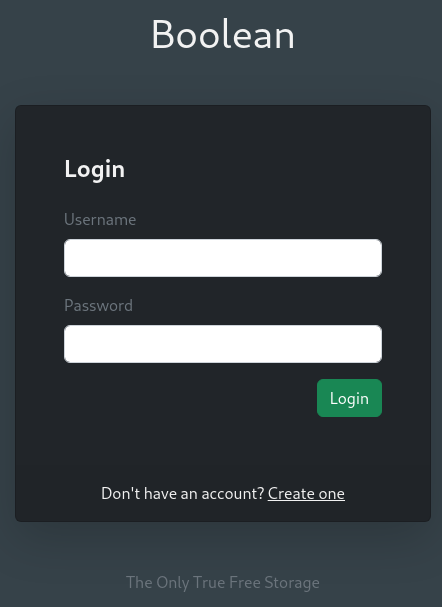 Boolean
Login
Username
Password
Login
Don't have an account? Create one
The Only True Free Storage